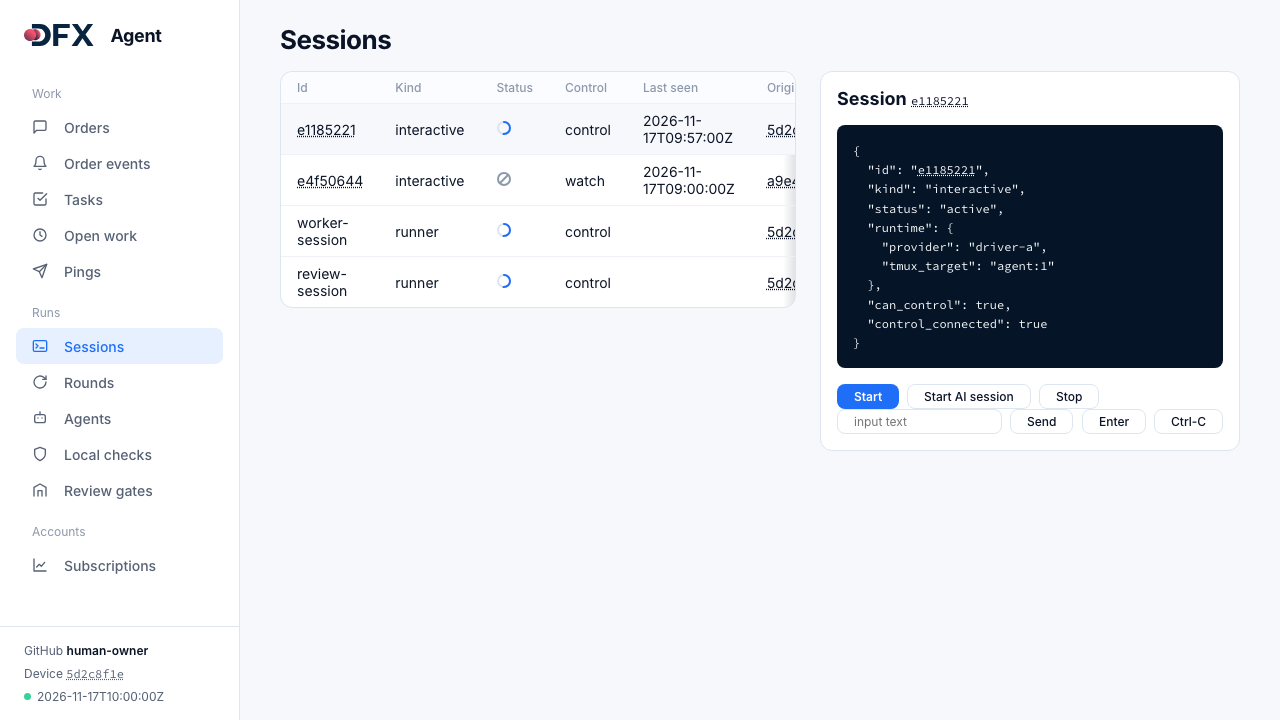 DFX Agent
Work
Orders
Order events
Tasks
Open work
Pings
Runs
Sessions
Rounds
Agents
Local checks
Review gates
Accounts
Subscriptions
GitHub human-owner
Device 5d2c8f1e
2026-11-17T10:00:00Z
Sessions
Id Kind Status Control Last seen
e1185221 interactive control 2026-11-
17T09:57:00Z
e4f50644 interactive watch 2026-11-
17T09:00:00Z
worker-
session runner control
review-
session runner control
Session e1185221
{
"id": "e1185221",
"kind": "interactive",
"status": "active",
"runtime": {
"provider": "driver-a",
"tmux_target": "agent:1"
},
"can_control": true,
"control_connected": true
}
Start Start AI session Stop
input text Send Enter Ctrl-C